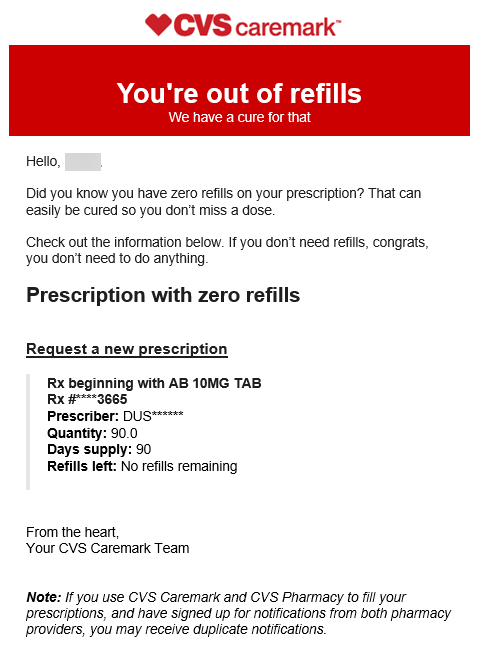 CVS caremark™
You're out of refills
We have a cure for that
Hello, .
Did you know you have zero refills on your prescription? That can
easily be cured so you don’t miss a dose.
Check out the information below. If you don’t need refills, congrats,
you don’t need to do anything.
Prescription with zero refills
Request a new prescription
Rx beginning with AB 10MG TAB
Rx #****3665
Prescriber: DUS******
Quantity: 90.0
Days supply: 90
Refills left: No refills remaining
From the heart,
Your CVS Caremark Team
Note: If you use CVS Caremark and CVS Pharmacy to fill your
prescriptions, and have signed up for notifications from both pharmacy
providers, you may receive duplicate notifications.